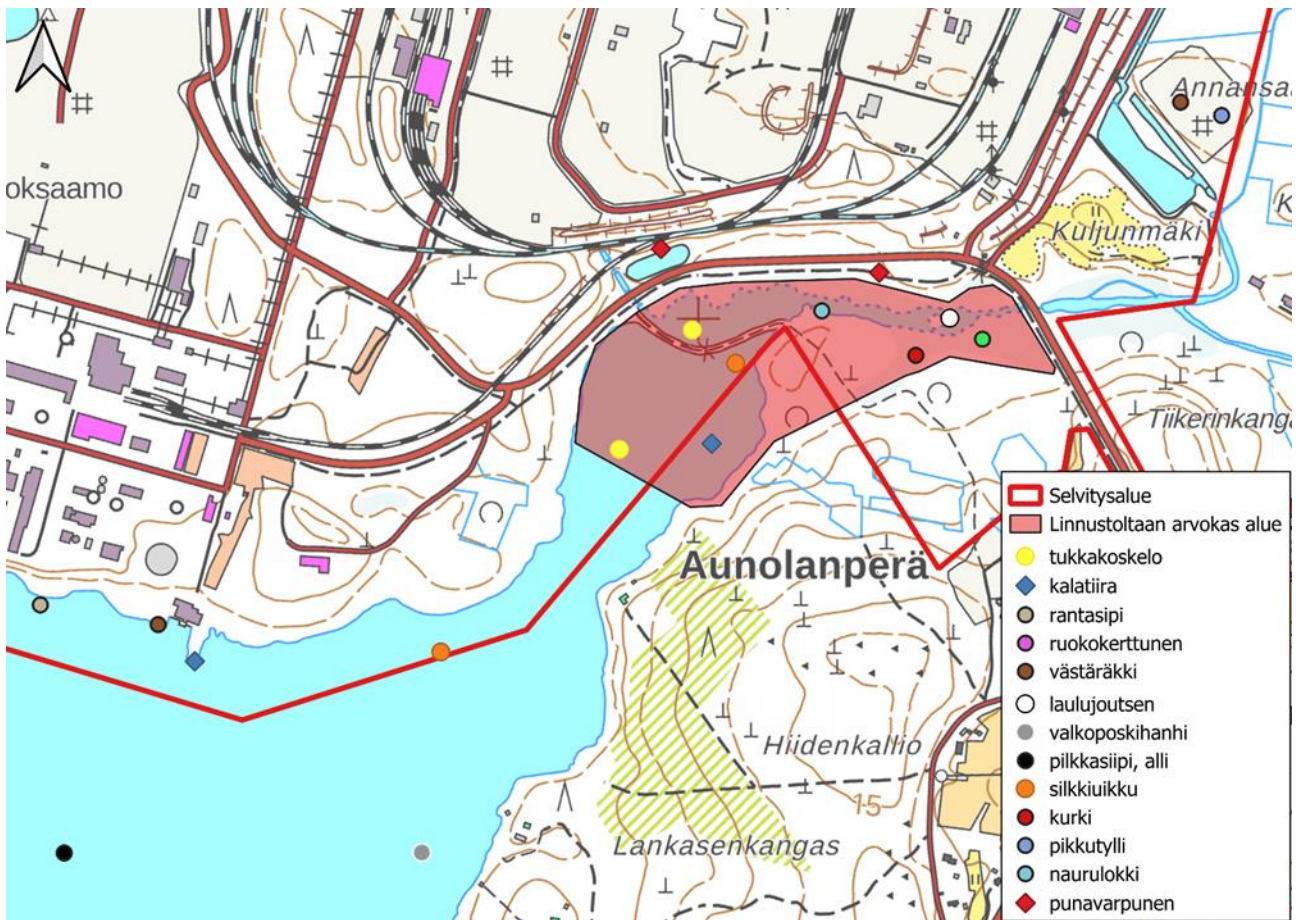 Annansaa
oksaamo
K
Kuljunmäki
Tiikerinkanga
Aunolanperä
Hiidenkallio
15
Lankasenkangas
Selvitysalue
Linnustoltaan arvokas alue
tukkakoskelo
kalatiira
rantasipi
ruokokerttunen
västäräkki
laulujoutsen
valkoposkihanhi
pilkkasiipi, alli
silkkiuikku
kurki
pikkutylli
naurulokki
punavarpunen